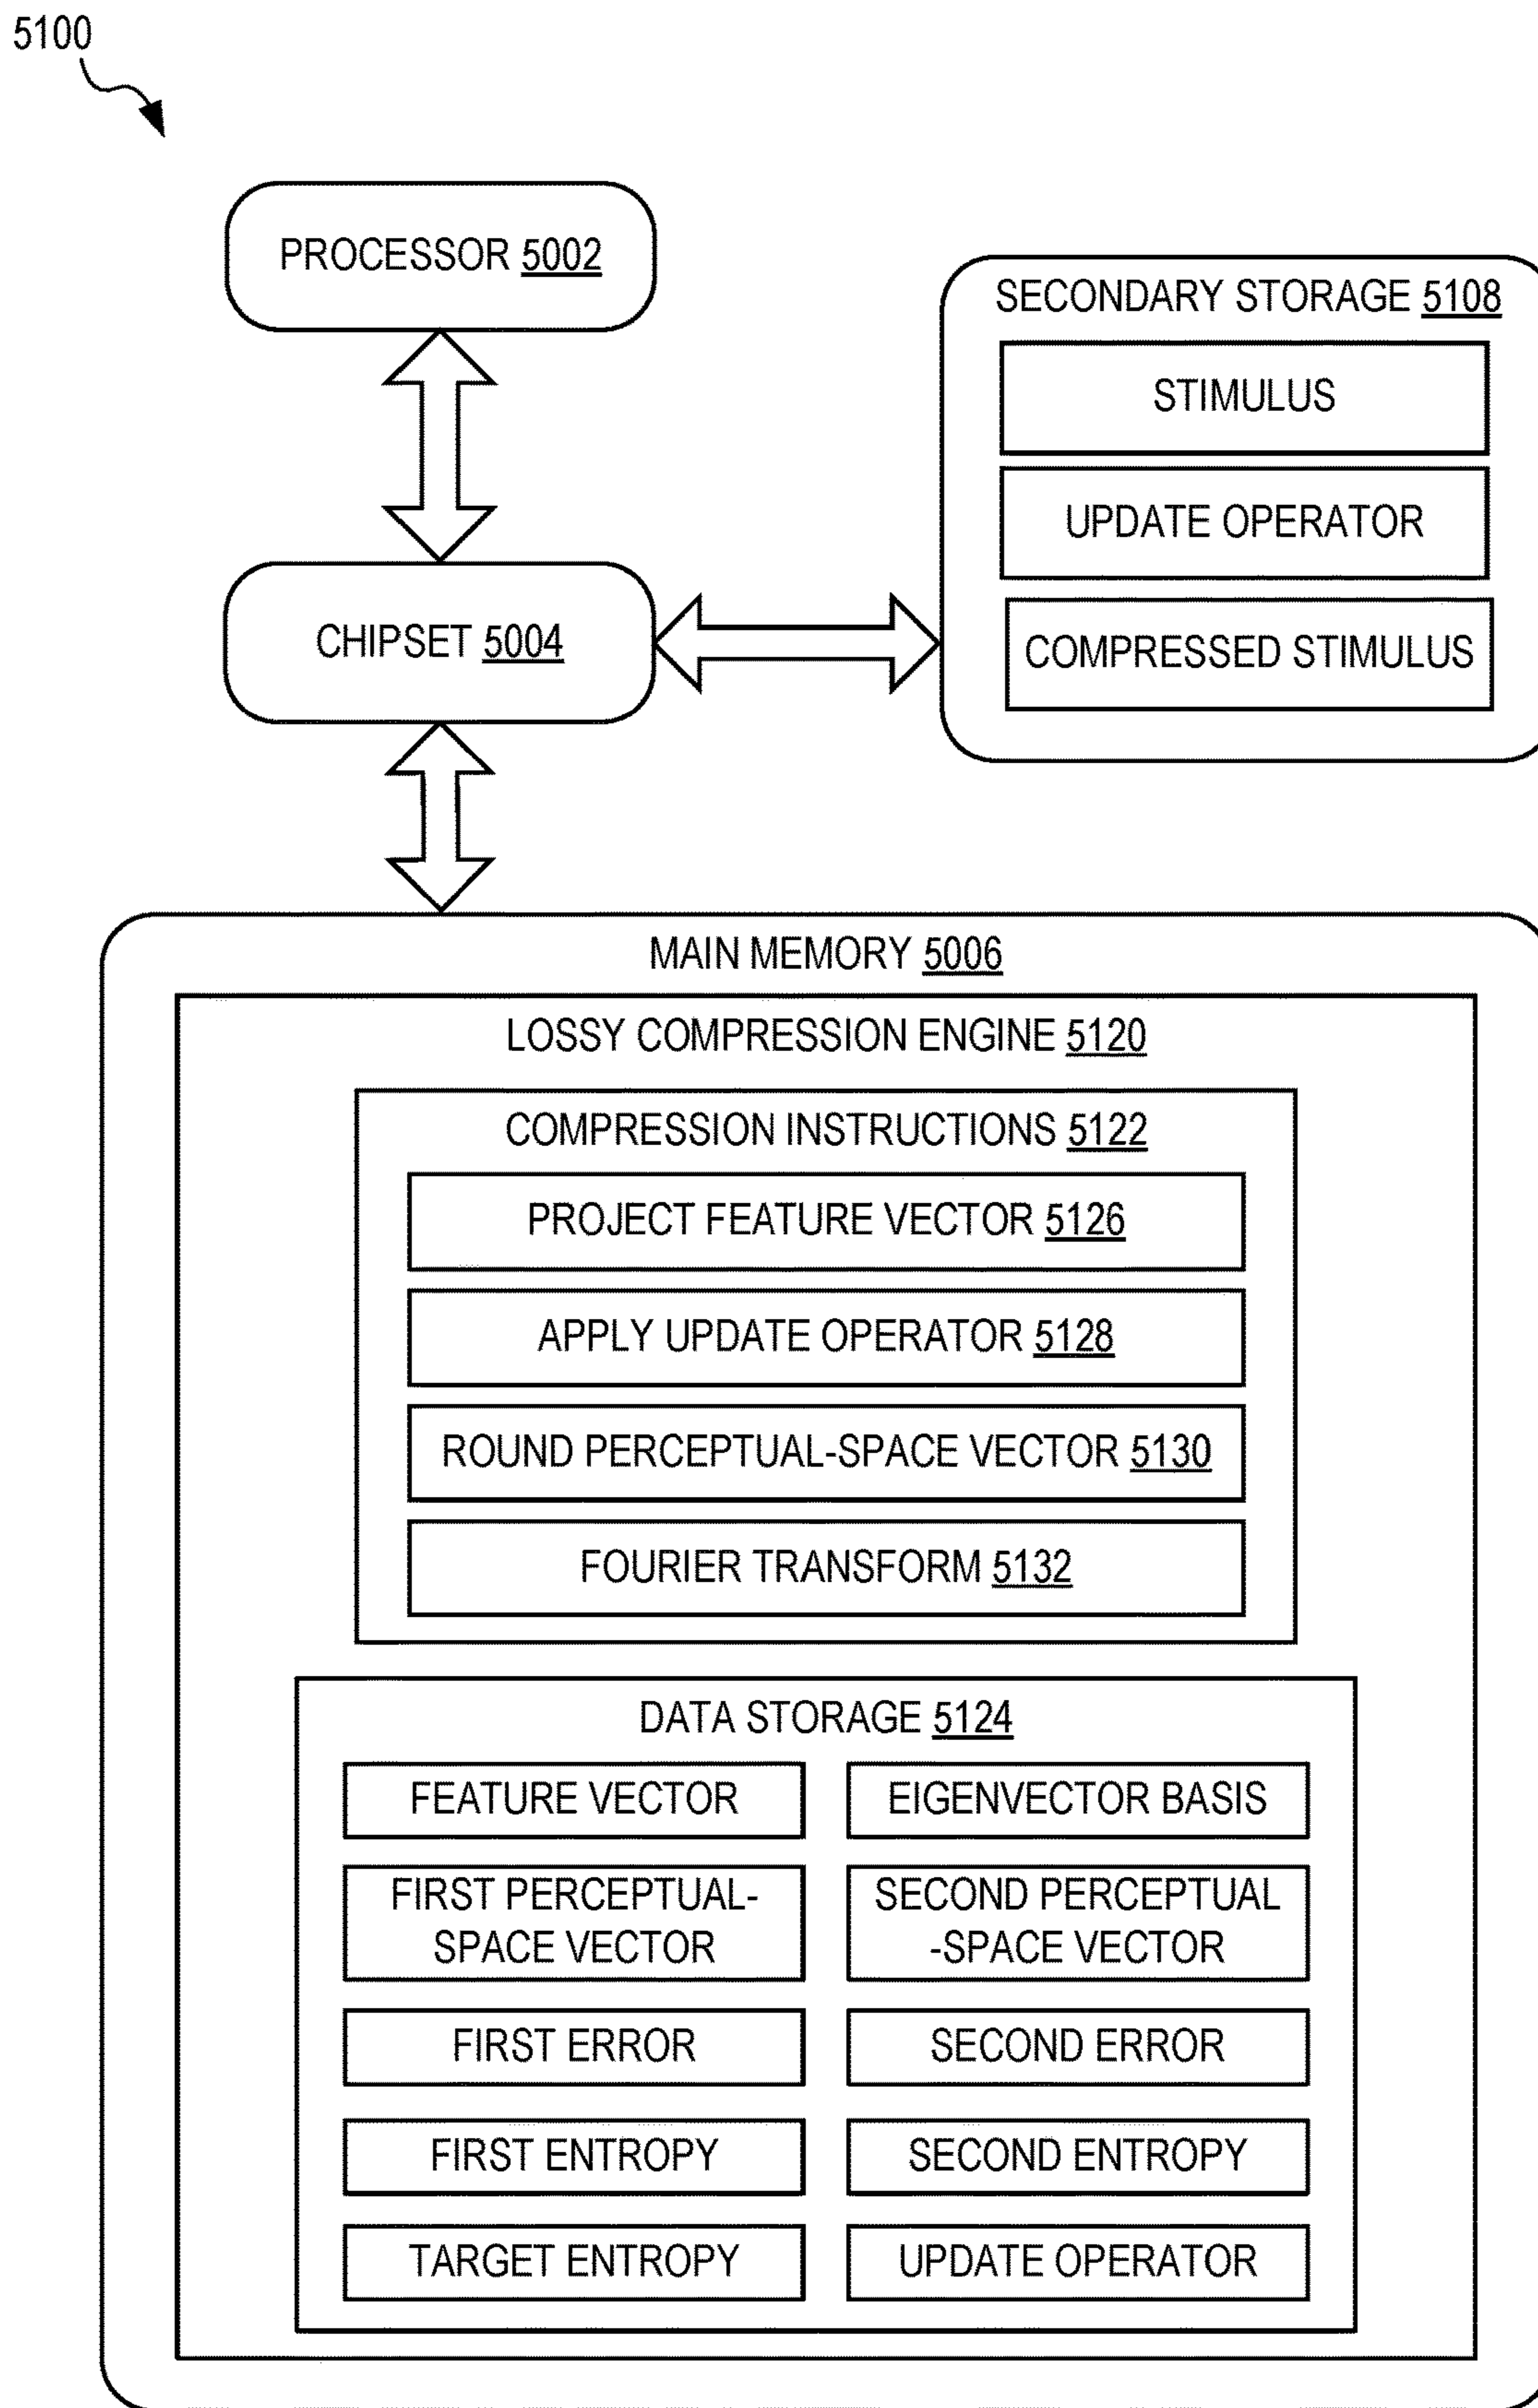 5100
PROCESSOR 5002
SECONDARY STORAGE 5108
STIMULUS
UPDATE OPERATOR
COMPRESSED STIMULUS
CHIPSET 5004
MAIN MEMORY 5006
LOSSY COMPRESSION ENGINE 5120
COMPRESSION INSTRUCTIONS 5122
PROJECT FEATURE VECTOR 5126
APPLY UPDATE OPERATOR 5128
ROUND PERCEPTUAL-SPACE VECTOR 5130
FOURIER TRANSFORM 5132
DATA STORAGE 5124
FEATURE VECTOR
EIGENVECTOR BASIS
FIRST PERCEPTUAL-
SPACE VECTOR
SECOND PERCEPTUAL
-SPACE VECTOR
FIRST ERROR
SECOND ERROR
FIRST ENTROPY
SECOND ENTROPY
TARGET ENTROPY
UPDATE OPERATOR